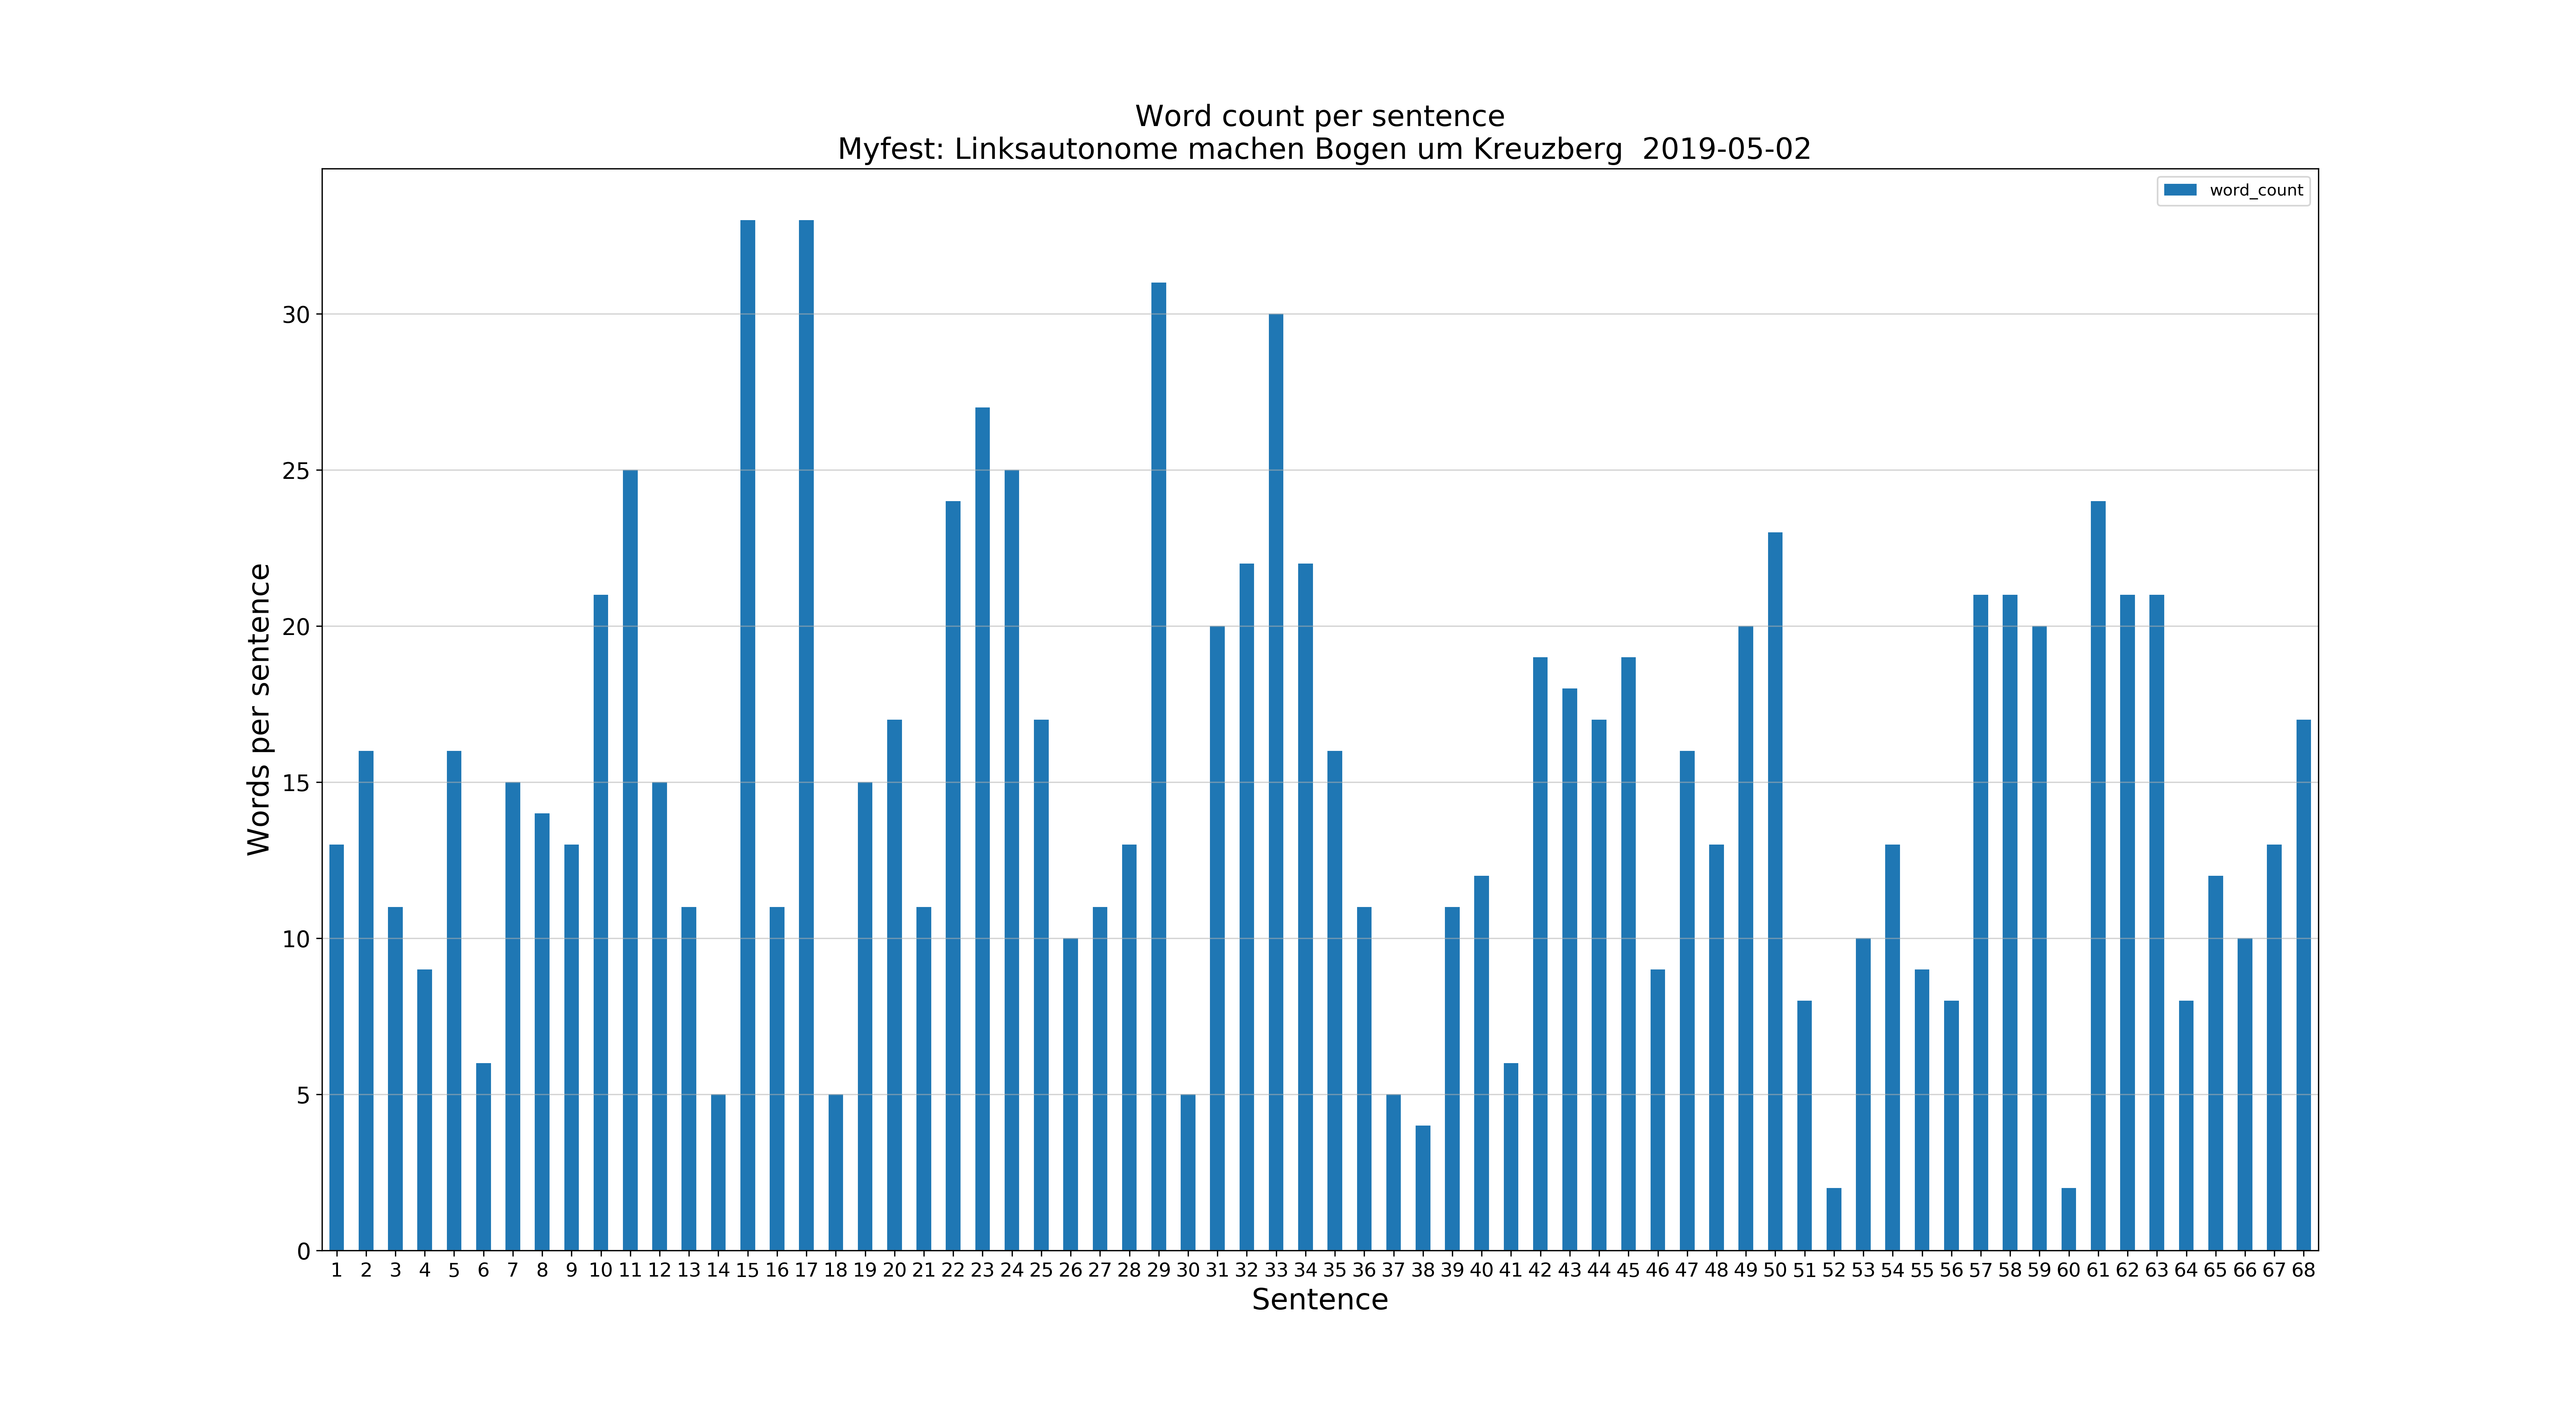 Word count per sentence
Myfest: Linksautonome machen Bogen um Kreuzberg  2019-05-02
word_count
Words per sentence
30
25
20
15
10
5
0
1 2 3 4 5 6 7 8 9 10 11 12 13 14 15 16 17 18 19 20 21 22 23 24 25 26 27 28 29 30 31 32 33 34 35 36 37 38 39 40 41 42 43 44 45 46 47 48 49 50 51 52 53 54 55 56 57 58 59 60 61 62 63 64 65 66 67 68
Sentence